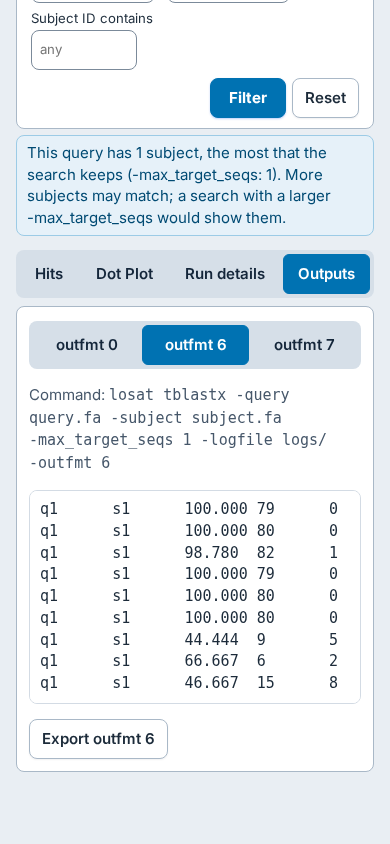 Subject ID contains
any
Filter Reset
This query has 1 subject, the most that the
search keeps (-max_target_seqs: 1). More
subjects may match; a search with a larger
-max_target_seqs would show them.
Hits Dot Plot Run details Outputs
outfmt 0 outfmt 6 outfmt 7
Command: losat tblastx -query
query.fa -subject subject.fa
-max_target_seqs 1 -logfile logs/
-outfmt 6
q1 s1 100.000 79 0
q1 s1 100.000 80 0
q1 s1 98.780 82 1
q1 s1 100.000 79 0
q1 s1 100.000 80 0
q1 s1 100.000 80 0
q1 s1 44.444 9 5
q1 s1 66.667 6 2
q1 s1 46.667 15 8
Export outfmt 6